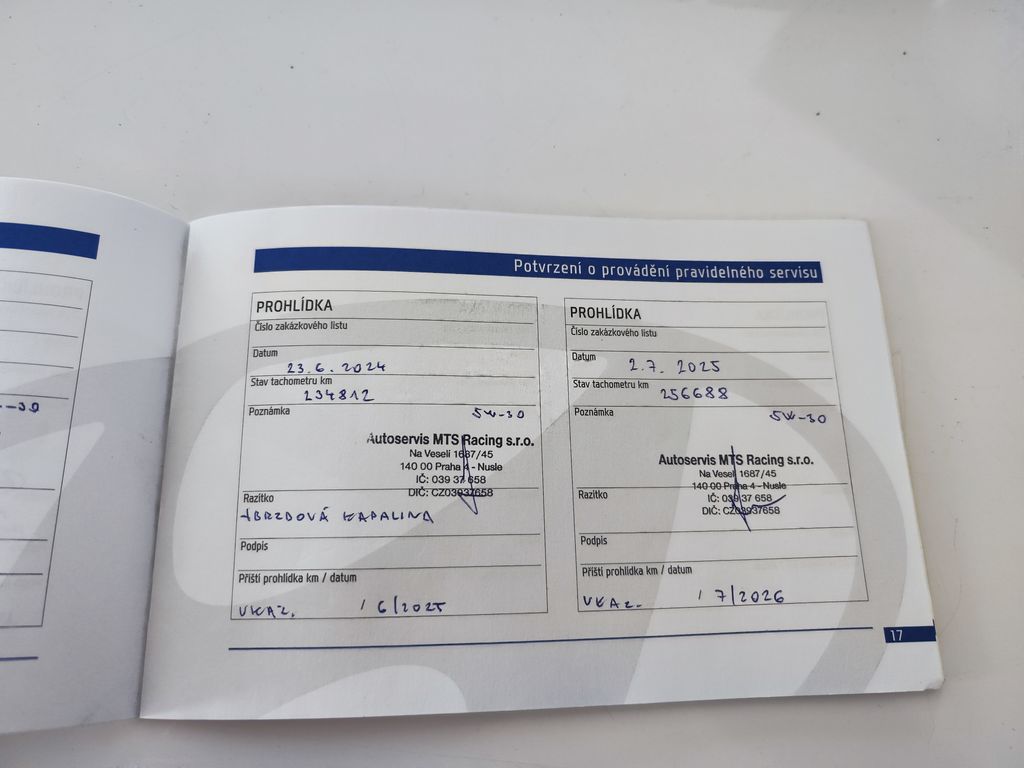 --30
Potvrzení o provádění pravidelného servisu
PROHLÍDKA
Číslo zakázkového listu
Datum
23.6.2024
Stav tachometru km
234812
Poznámka
5W-30
Autoservis MTS Racing s.r.o.
Na Veselí 1687/45
140 00 Praha 4 - Nusle
IČ: 039 37 658
DIČ: CZ03937658
Razítko
+BRZDOVÁ KAPALINA
Podpis
Příští prohlídka km / datum
UKAZ. / 6/2025
PROHLÍDKA
Číslo zakázkového listu
Datum
2.7. 2025
Stav tachometru km
256688
Poznámka
5W-30
Autoservis MTS Racing s.r.o.
Na Veselí 1687/45
140 00 Praha 4 - Nusle
IČ: 039 37 658
DIČ: CZ03937658
Razítko
Podpis
Příští prohlídka km / datum
UKAZ. / 7/2026
17